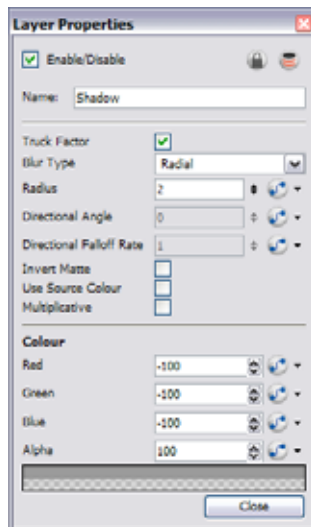 Layer Properties
Enable/Disable
Name: Shadow
Truck Factor
Blur Type Radial
Radius 2
Directional Angle 0
Directional Falloff Rate 1
Invert Matte
Use Source Colour
Multiplicative
Colour
Red -100
Green -100
Blue -100
Alpha 100
Close